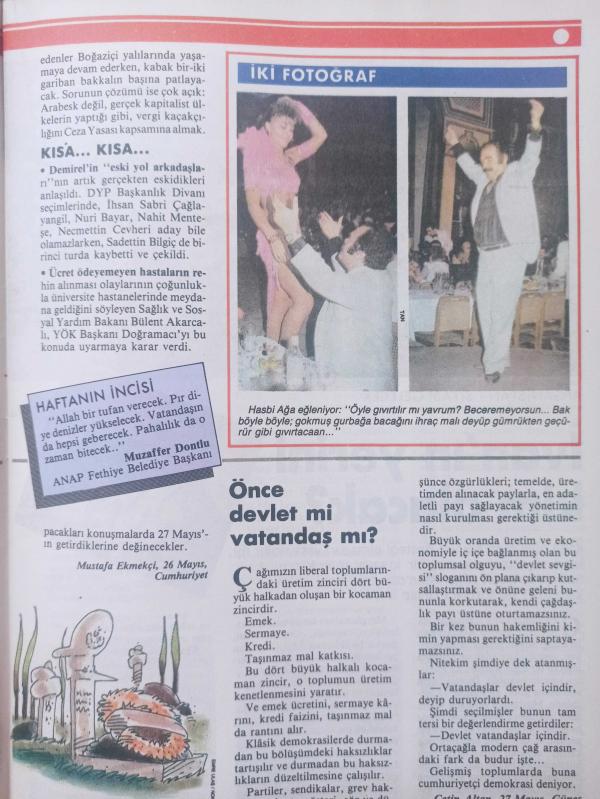 edenler Boğaziçi yalılarında yaşa-
maya devam ederken, kabak bir-iki
gariban bakkalın başına patlaya-
cak. Sorunun çözümü ise çok açık:
Arabesk değil, gerçek kapitalist ül-
kelerin yaptığı gibi, vergi kaçakçı-
lığını Ceza Yasası kapsamına almak.
KISA... KISA...
• Demirel'in "eski yol arkadaşla-
rı"nın artık gerçekten eskidikleri
anlaşıldı. DYP Başkanlık Divanı
seçimlerinde, İhsan Sabri Çağla-
yangil, Nuri Bayar, Nahit Mente-
şe, Necmettin Cevheri aday bile
olamazlarken, Sadettin Bilgiç de bi-
rinci turda kaybetti ve çekildi.
• Ücret ödeyemeyen hastaların re-
hin alınması olaylarının çoğunluk-
la üniversite hastanelerinde meyda-
na geldiğini söyleyen Sağlık ve Sos-
yal Yardım Bakanı Bülent Akarca-
lı, YÖK Başkanı Doğramacı'yı bu
konuda uyarmaya karar verdi.
HAFTANIN İNCİSİ
"Allah bir tufan verecek. Pır di-
ye denizler yükselecek. Vatandaşın
da hepsi geberecek. Pahalılık da o
zaman bitecek.."
Muzaffer Dontlu
ANAP Fethiye Belediye Başkanı
İKİ FOTOĞRAF
TAN
Hasbi Ağa eğleniyor: "Öyle gıvırtılır mı yavrum? Beceremeyorsun... Bak
böyle böyle; gokmuş gurbağa bacağını ihraç malı deyüp gümrükten geçü-
rür gibi gıvırtacaan..."
pacakları konuşmalarda 27 Mayıs'-
ın getirdiklerine değinecekler.
Mustafa Ekmekçi, 26 Mayıs,
Cumhuriyet
Önce
devlet mi
vatandaş mı?
Çağımızın liberal toplumların-
daki üretim zinciri dört bü-
yük halkadan oluşan bir kocaman
zincirdir.
Emek.
Sermaye.
Kredi.
Taşınmaz mal katkısı.
Bu dört büyük halkalı koca-
man zincir, o toplumun üretim
kenetlenmesini yaratır.
Ve emek ücretini, sermaye kâ-
rını, kredi faizini, taşınmaz mal
da rantını alır.
Klâsik demokrasilerde durma-
dan bu bölüşümdeki haksızlıklar
tartışılır ve durmadan bu haksız-
lıkların düzeltilmesine çalışılır.
Partiler, sendikalar, grev hak-
şünce özgürlükleri; temelde, üre-
timden alınacak paylarla, en ada-
letli payı sağlayacak yönetimin
nasıl kurulması gerektiği üstüne-
dir.
Büyük oranda üretim ve eko-
nomiyle iç içe bağlanmış olan bu
toplumsal olguyu, "devlet sevgi-
si" sloganını ön plana çıkarıp kut-
sallaştırmak ve önüne geleni bu-
nunla korkutarak, kendi çağdaş-
lık payı üstüne oturtamazsınız.
Bir kez bunun hakemliğini ki-
min yapması gerektiğini saptaya-
mazsınız.
Nitekim şimdiye dek atanmış-
lar:
—Vatandaşlar devlet içindir,
deyip duruyorlardı.
Şimdi seçilmişler bunun tam
tersi bir değerlendirme getirdiler:
—Devlet vatandaşlar içindir.
Ortaçağla modern çağ arasın-
daki fark da budur işte...
Gelişmiş toplumlarda buna
cumhuriyetçi demokrasi deniyor.
Çetin Altan, 27 Mayıs, Güneş